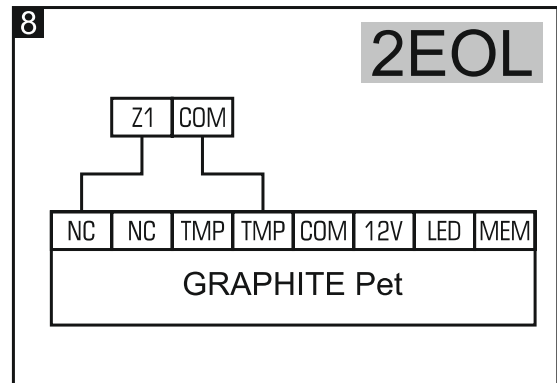 8
2EOL
Z1 COM
NC NC TMP TMP COM 12V LED MEM
GRAPHITE Pet